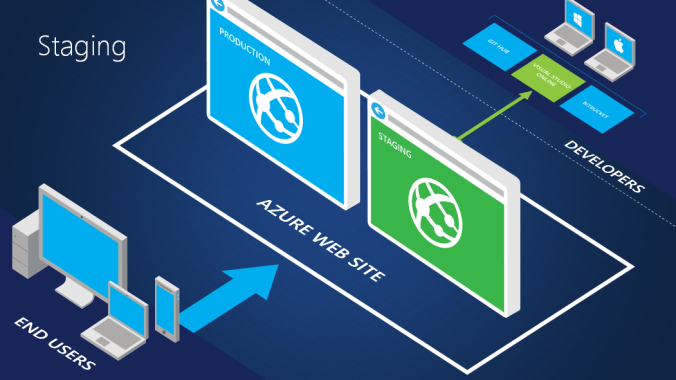 Staging
PRODUCTION
STAGING
AZURE WEB SITE
GIT HUB
VISUAL STUDIO
ONLINE
BITBUCKET
DEVELOPERS
END USERS